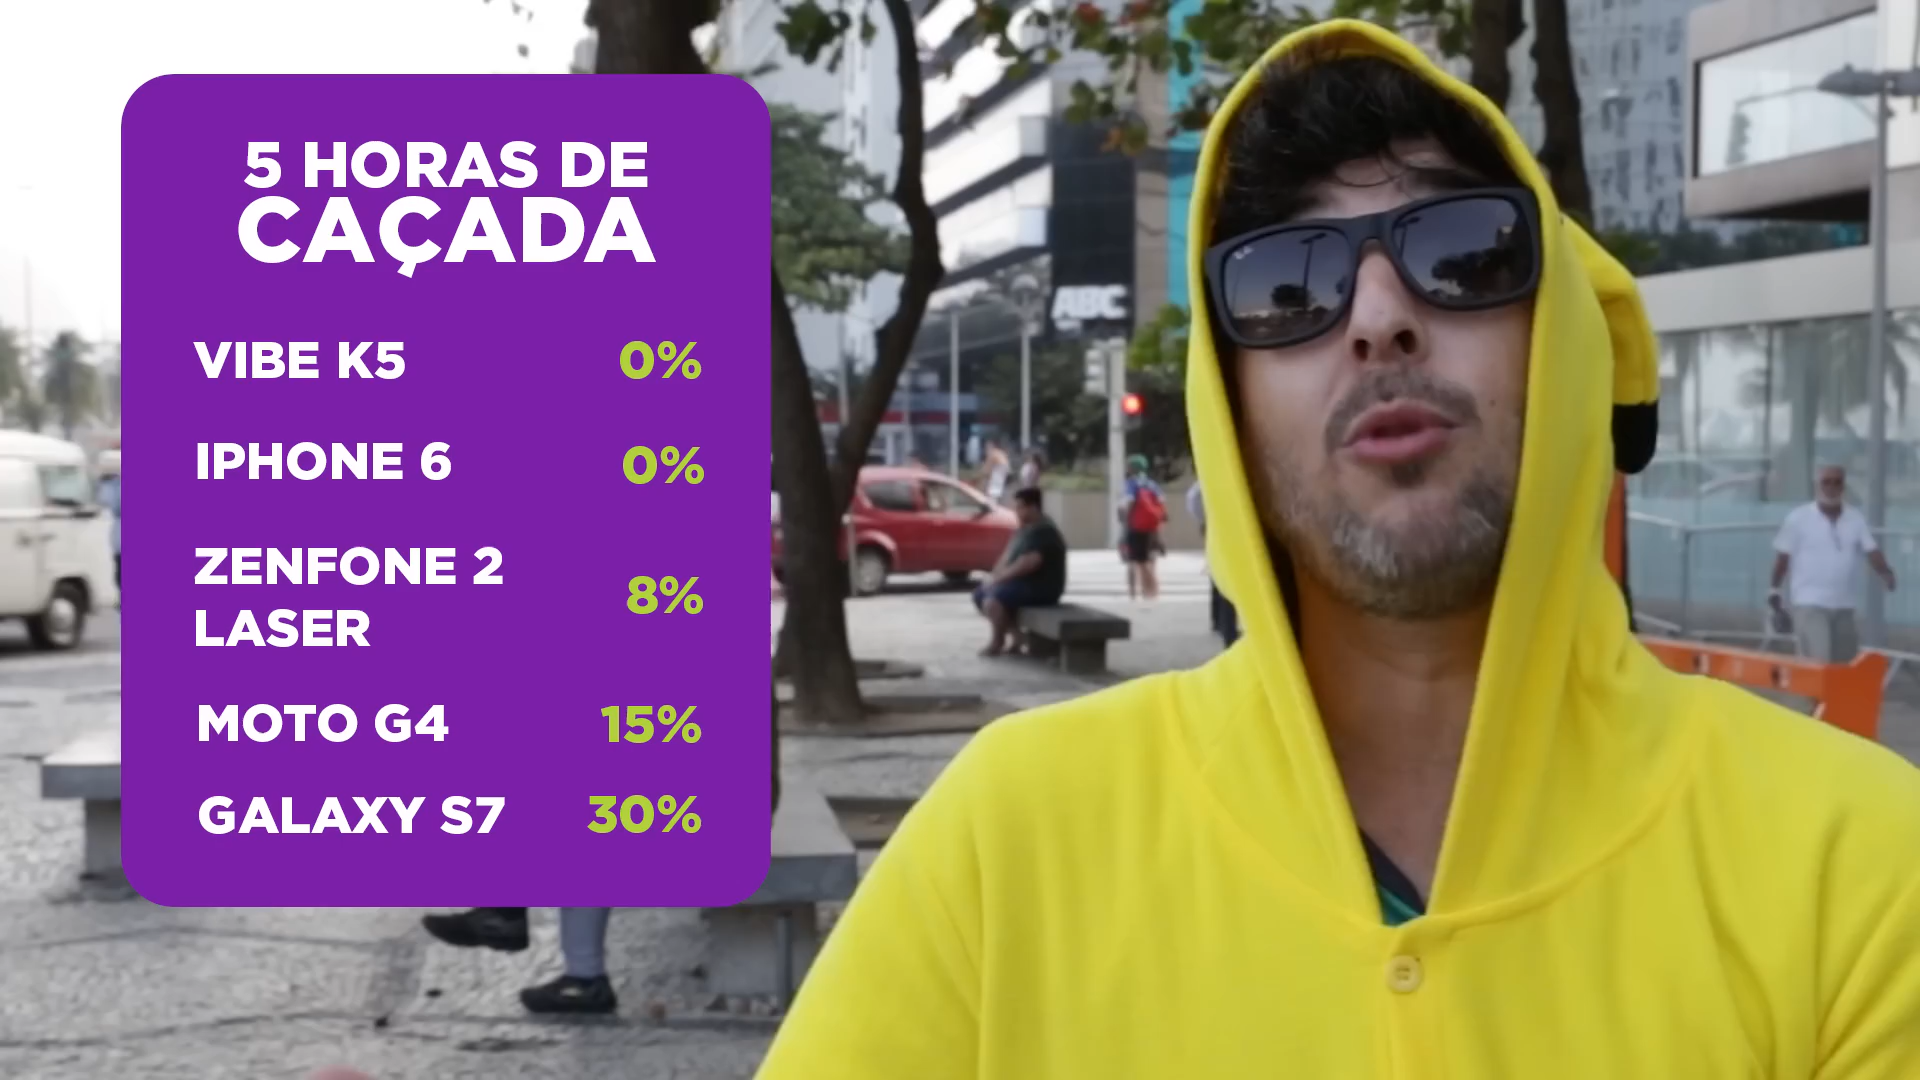 5 HORAS DE
CAÇADA
VIBE K5 0%
IPHONE 6 0%
ZENFONE 2
LASER 8%
MOTO G4 15%
GALAXY S7 30%
ABC